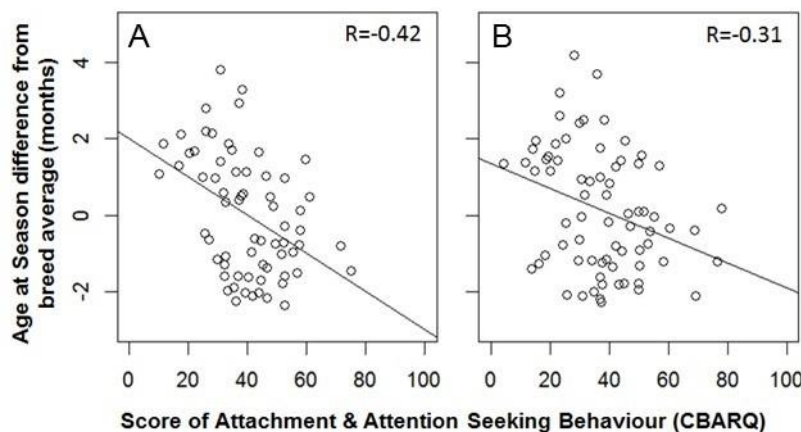 A R=-0.42
B R=-0.31
Age at Season difference from
breed average (months)
4
2
0
-2
0 20 40 60 80 100
0 20 40 60 80 100
Score of Attachment & Attention Seeking Behaviour (CBARQ)